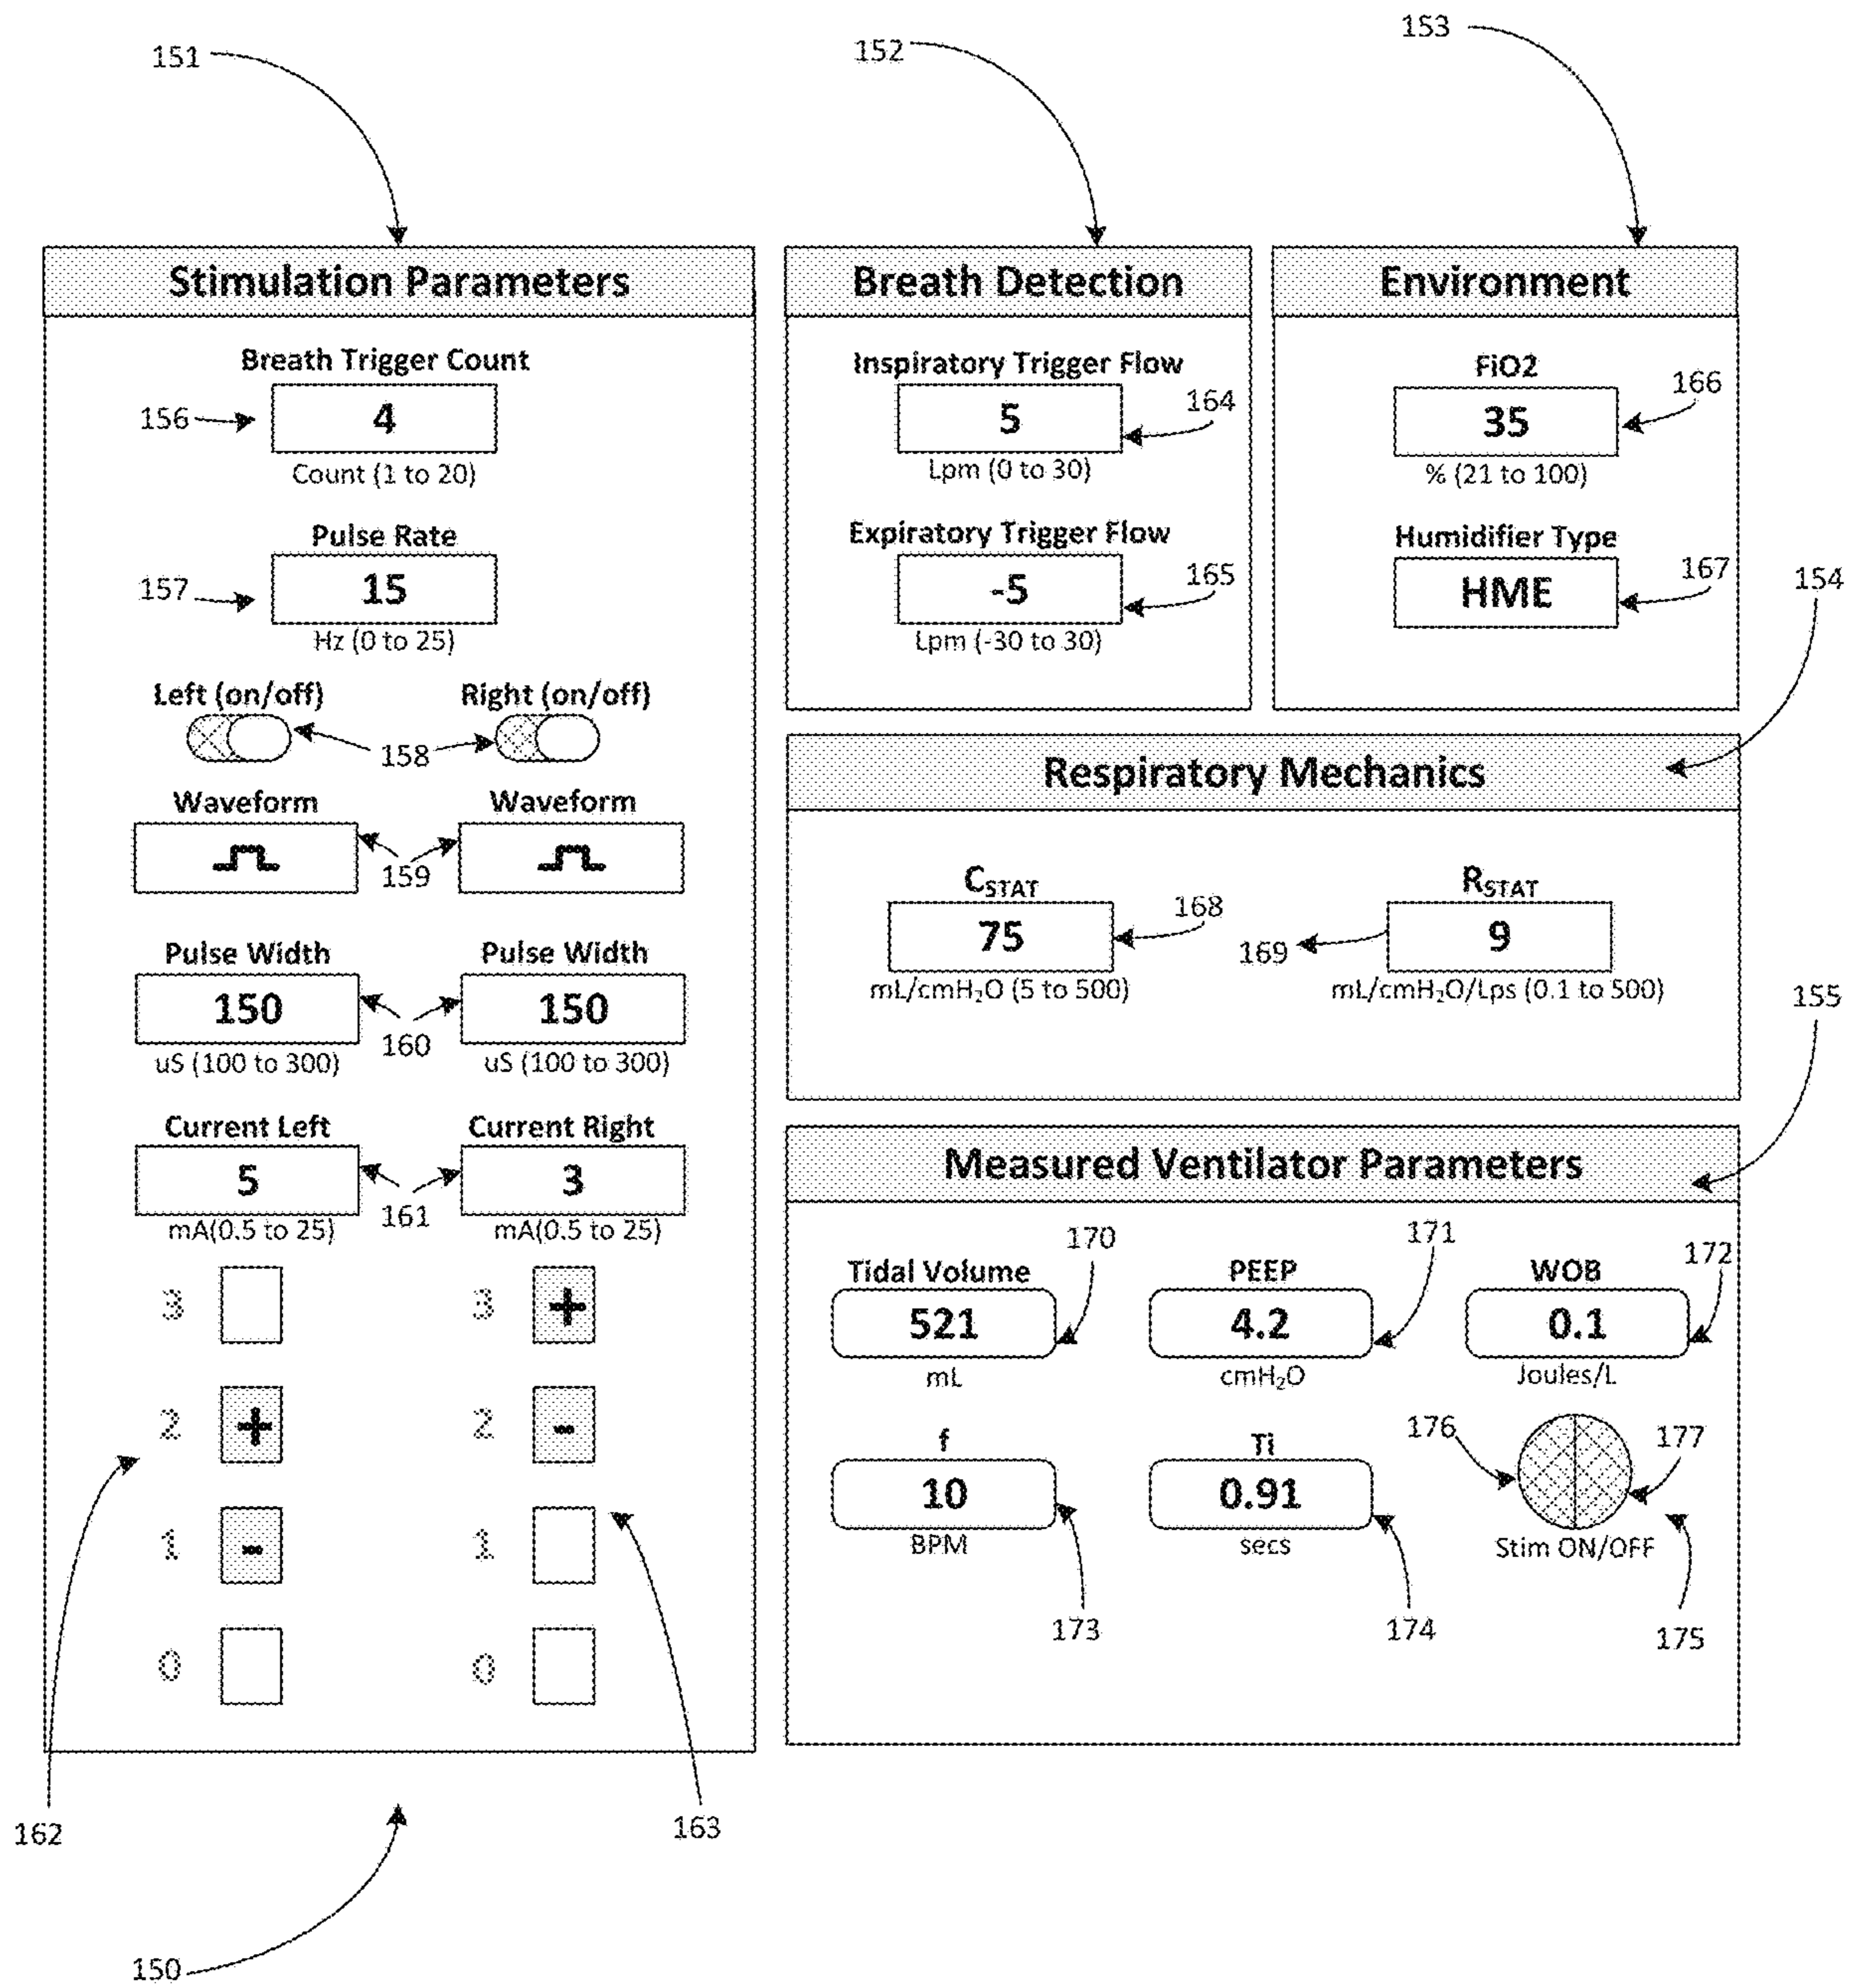 151
152
153
Stimulation Parameters
Breath Trigger Count
156
4
Count (1 to 20)
Pulse Rate
157
15
Hz (0 to 25)
Left (on/off) Right (on/off)
158
Waveform Waveform
159
Pulse Width Pulse Width
150 150
160
uS (100 to 300) uS (100 to 300)
Current Left Current Right
5 3
161
mA(0.5 to 25) mA(0.5 to 25)
3 3 +
2 + 2 -
1 - 1
0 0
162
163
150
Breath Detection
Inspiratory Trigger Flow
5
164
Lpm (0 to 30)
Expiratory Trigger Flow
-5
165
Lpm (-30 to 30)
Environment
FiO2
35
166
% (21 to 100)
Humidifier Type
HME
167
154
Respiratory Mechanics
CSTAT RSTAT
75 168 169 9
mL/cmH₂O (5 to 500) mL/cmH₂O/Lps (0.1 to 500)
155
Measured Ventilator Parameters
170 171 172
Tidal Volume PEEP WOB
521 4.2 0.1
mL cmH₂O Joules/L
f Ti 176 177
10 0.91
BPM secs Stim ON/OFF
173 174 175